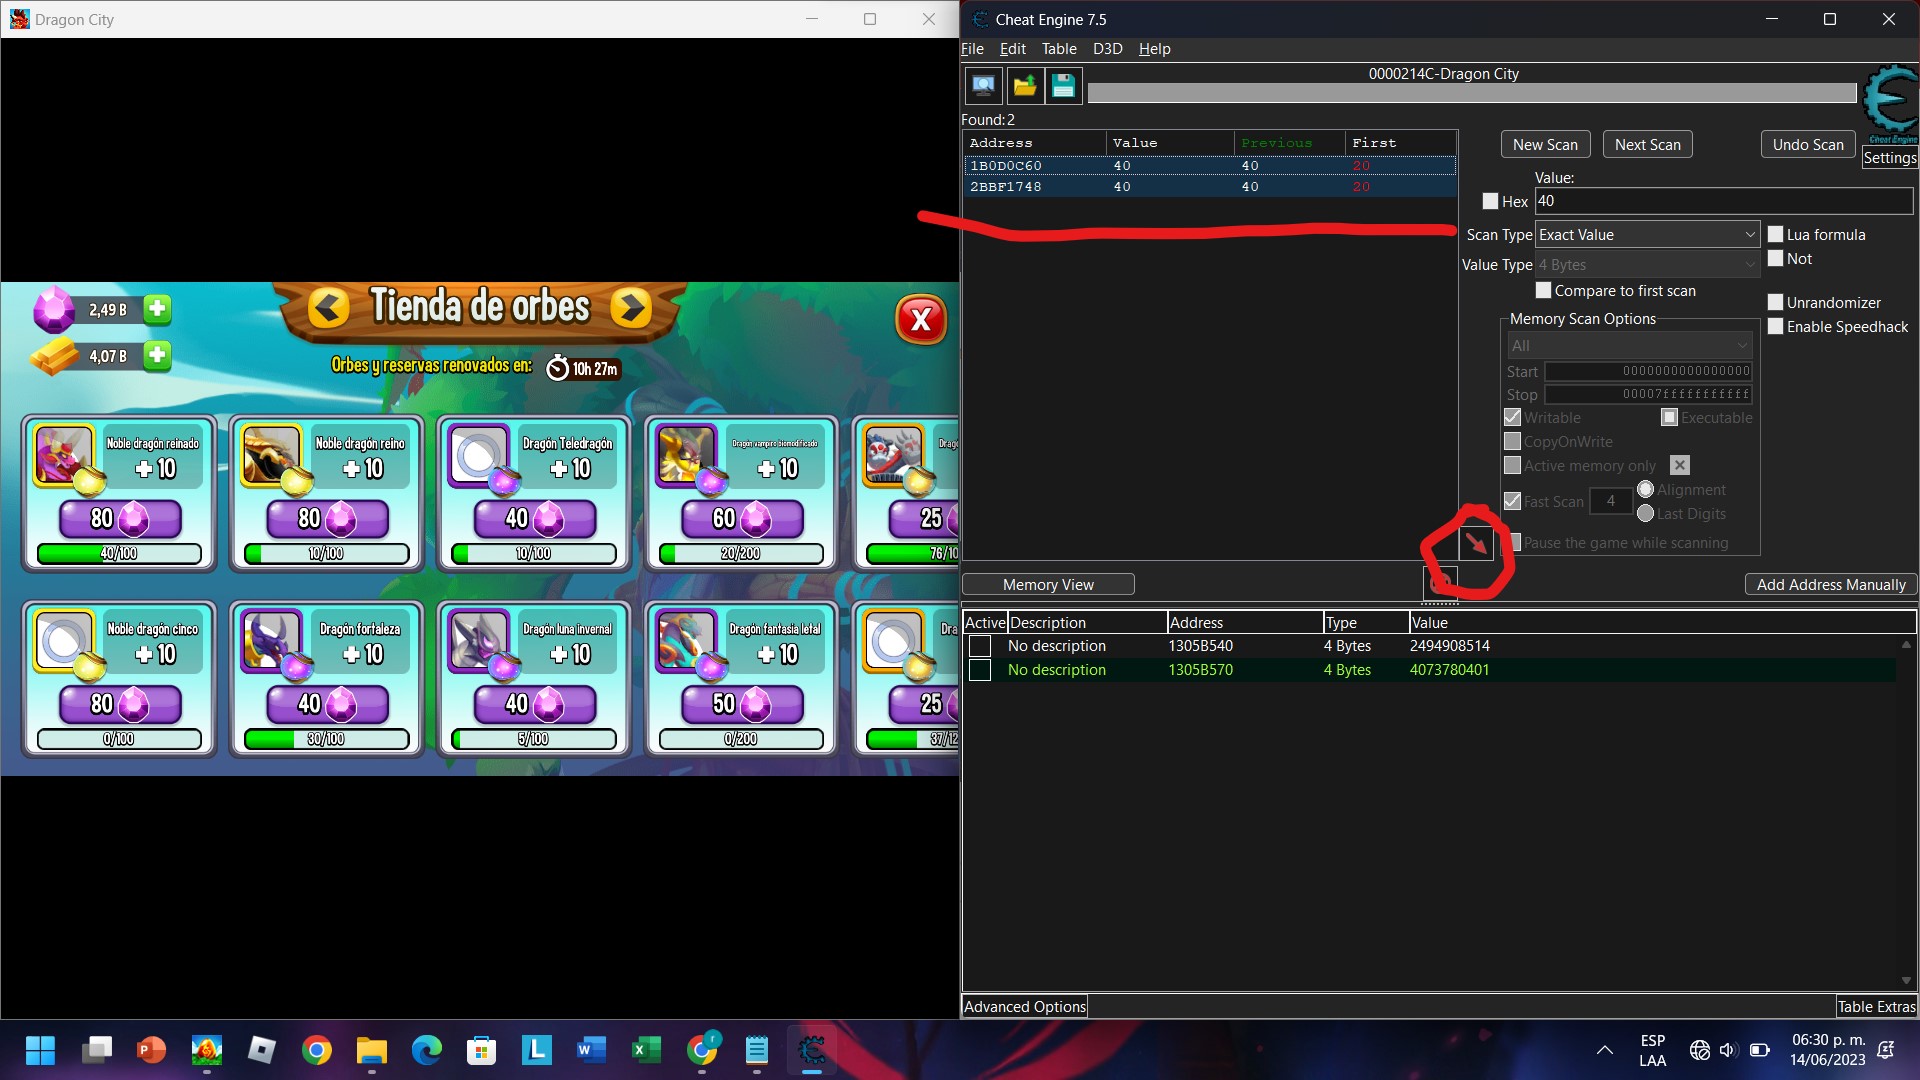 Dragon City
2,49 B
4,07 B
Tienda de orbes
Orbes y reservas renovados en:
10h 27m
Noble dragón reinado
+10
80
40/100
Noble dragón reino
+10
80
10/100
Dragón Teledragón
+10
40
10/100
Dragón vampiro biomodificado
+10
60
20/200
25
Noble dragón cinco
+10
80
0/100
Dragón fortaleza
+10
40
30/100
Dragón luna invernal
+10
40
5/100
Dragón fantasía letal
+10
50
0/200
25
Cheat Engine 7.5
File Edit Table D3D Help
0000214C-Dragon City
Cheat Engine
Settings
Found: 2
Address Value Previous First
1B0D0C60 40 40 20
2BBF1748 40 40 20
New Scan Next Scan Undo Scan
Value:
Hex 40
Scan Type Exact Value
Value Type 4 Bytes
Compare to first scan
Lua formula
Not
Unrandomizer
Enable Speedhack
Memory Scan Options
All
Start 0000000000000000
Stop 00007fffffffffff
Writable Executable
CopyOnWrite
Active memory only
Fast Scan 4 Alignment
Last Digits
Pause the game while scanning
Memory View Add Address Manually
Active Description Address Type Value
No description 1305B540 4 Bytes 2494908514
No description 1305B570 4 Bytes 4073780401
Advanced Options Table Extras
ESP
LAA
06:30 p. m.
14/06/2023